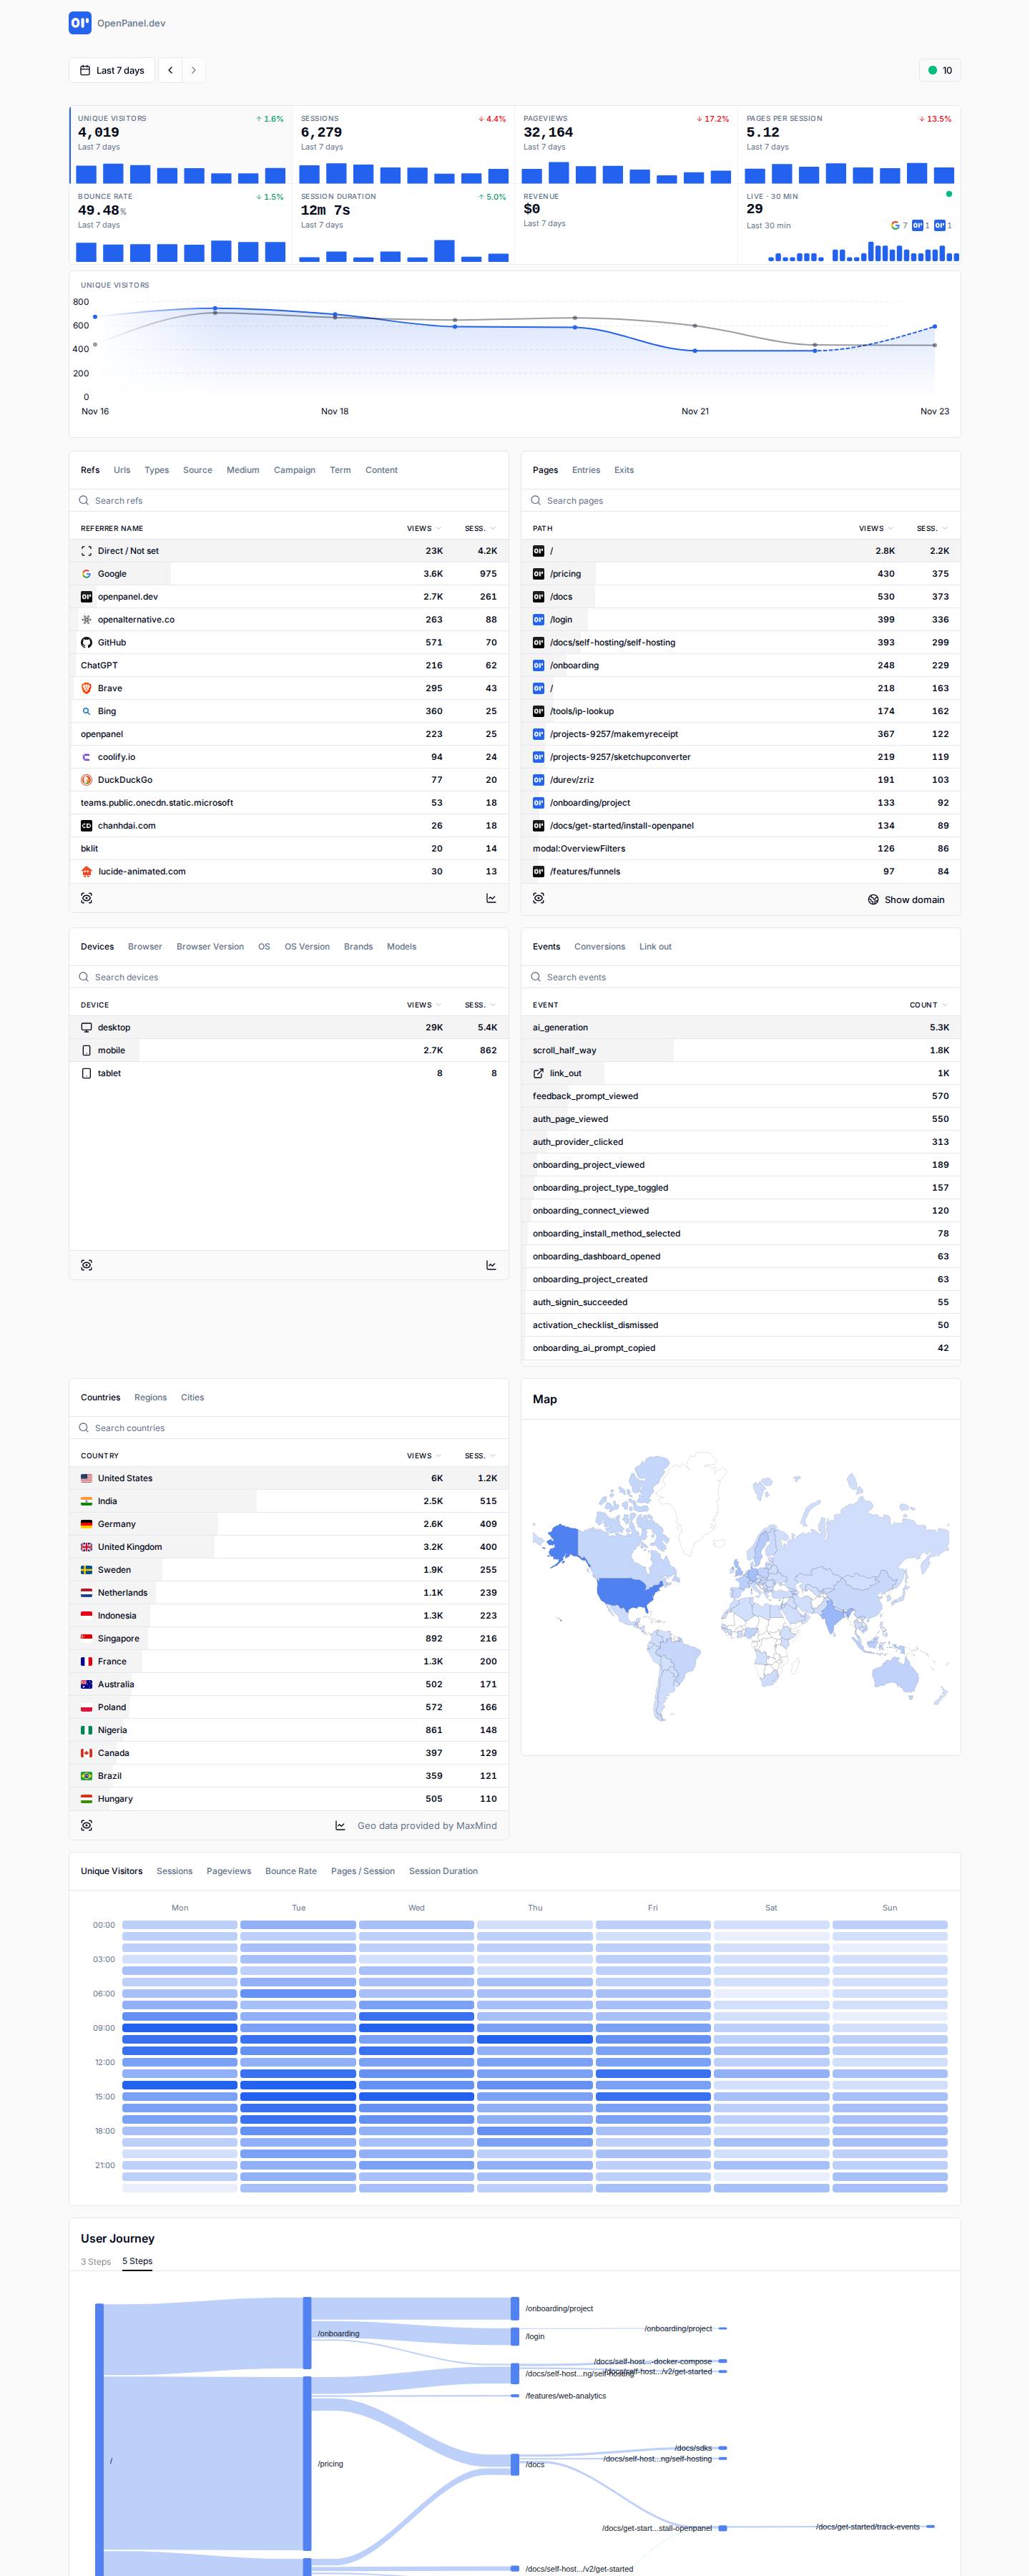 OpenPanel.dev
Last 7 days
10
UNIQUE VISITORS ↑ 1.6%
4,019
Last 7 days
SESSIONS ↓ 4.4%
6,279
Last 7 days
PAGEVIEWS ↓ 17.2%
32,164
Last 7 days
PAGES PER SESSION ↓ 13.5%
5.12
Last 7 days
BOUNCE RATE ↓ 1.5%
49.48%
Last 7 days
SESSION DURATION ↑ 5.0%
12m 7s
Last 7 days
REVENUE
$0
Last 7 days
LIVE · 30 MIN
29
Last 30 min 7 1 1
UNIQUE VISITORS
800
600
400
200
0
Nov 16 Nov 18 Nov 21 Nov 23
Refs Urls Types Source Medium Campaign Term Content
Search refs
REFERRER NAME VIEWS SESS.
Direct / Not set 23K 4.2K
Google 3.6K 975
openpanel.dev 2.7K 261
openalternative.co 263 88
GitHub 571 70
ChatGPT 216 62
Brave 295 43
Bing 360 25
openpanel 223 25
coolify.io 94 24
DuckDuckGo 77 20
teams.public.onecdn.static.microsoft 53 18
chanhdai.com 26 18
bklit 20 14
lucide-animated.com 30 13
Pages Entries Exits
Search pages
PATH VIEWS SESS.
/ 2.8K 2.2K
/pricing 430 375
/docs 530 373
/login 399 336
/docs/self-hosting/self-hosting 393 299
/onboarding 248 229
/ 218 163
/tools/ip-lookup 174 162
/projects-9257/makemyreceipt 367 122
/projects-9257/sketchupconverter 219 119
/durev/zriz 191 103
/onboarding/project 133 92
/docs/get-started/install-openpanel 134 89
modal:OverviewFilters 126 86
/features/funnels 97 84
Show domain
Devices Browser Browser Version OS OS Version Brands Models
Search devices
DEVICE VIEWS SESS.
desktop 29K 5.4K
mobile 2.7K 862
tablet 8 8
Events Conversions Link out
Search events
EVENT COUNT
ai_generation 5.3K
scroll_half_way 1.8K
link_out 1K
feedback_prompt_viewed 570
auth_page_viewed 550
auth_provider_clicked 313
onboarding_project_viewed 189
onboarding_project_type_toggled 157
onboarding_connect_viewed 120
onboarding_install_method_selected 78
onboarding_dashboard_opened 63
onboarding_project_created 63
auth_signin_succeeded 55
activation_checklist_dismissed 50
onboarding_ai_prompt_copied 42
Countries Regions Cities
Search countries
COUNTRY VIEWS SESS.
United States 6K 1.2K
India 2.5K 515
Germany 2.6K 409
United Kingdom 3.2K 400
Sweden 1.9K 255
Netherlands 1.1K 239
Indonesia 1.3K 223
Singapore 892 216
France 1.3K 200
Australia 502 171
Poland 572 166
Nigeria 861 148
Canada 397 129
Brazil 359 121
Hungary 505 110
Geo data provided by MaxMind
Map
Unique Visitors Sessions Pageviews Bounce Rate Pages / Session Session Duration
Mon Tue Wed Thu Fri Sat Sun
00:00
03:00
06:00
09:00
12:00
15:00
18:00
21:00
User Journey
3 Steps 5 Steps
/onboarding/project
/onboarding/project
/onboarding
/login
/docs/self-host...-docker-compose
/docs/self-host.../v2/get-started
/docs/self-host...ng/self-hosting
/features/web-analytics
/docs/sdks
/docs/self-host...ng/self-hosting
/
/pricing
/docs
/docs/get-start...stall-openpanel
/docs/get-started/track-events
/docs/self-host.../v2/get-started